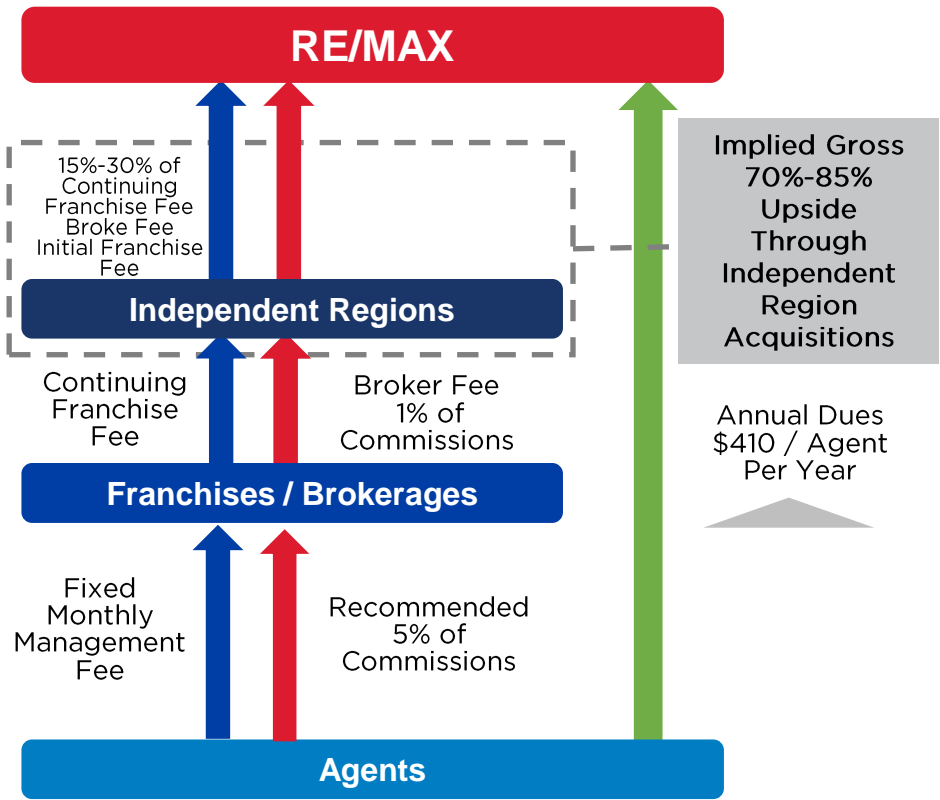 RE/MAX
15%-30% of
Continuing
Franchise Fee
Broke Fee
Initial Franchise
Fee
Implied Gross
70%-85%
Upside
Through
Independent
Region
Acquisitions
Independent Regions
Continuing
Franchise
Fee
Broker Fee
1% of
Commissions
Annual Dues
$410 / Agent
Per Year
Franchises / Brokerages
Fixed
Monthly
Management
Fee
Recommended
5% of
Commissions
Agents